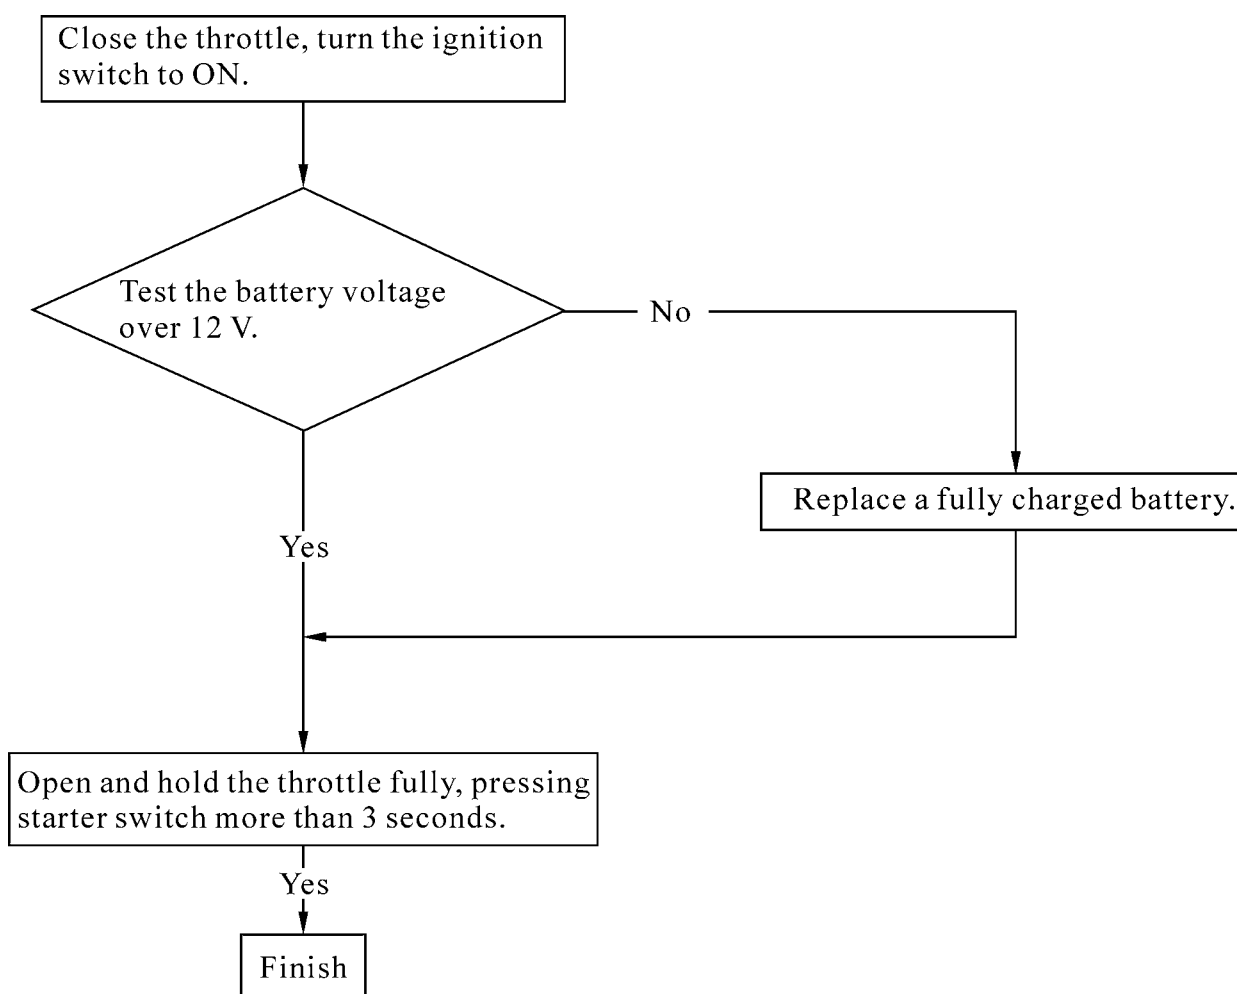 Close the throttle, turn the ignition
switch to ON.
Test the battery voltage
over 12 V.
No
Replace a fully charged battery.
Yes
Open and hold the throttle fully, pressing
starter switch more than 3 seconds.
Yes
Finish